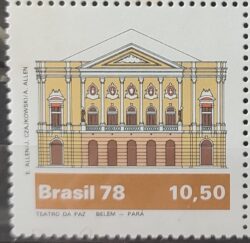 E. ALLEN/J. CZAJKOWSKI/A. ALLEN
Brasil 78 10,50
TEATRO DA PAZ BELÉM - PARÁ